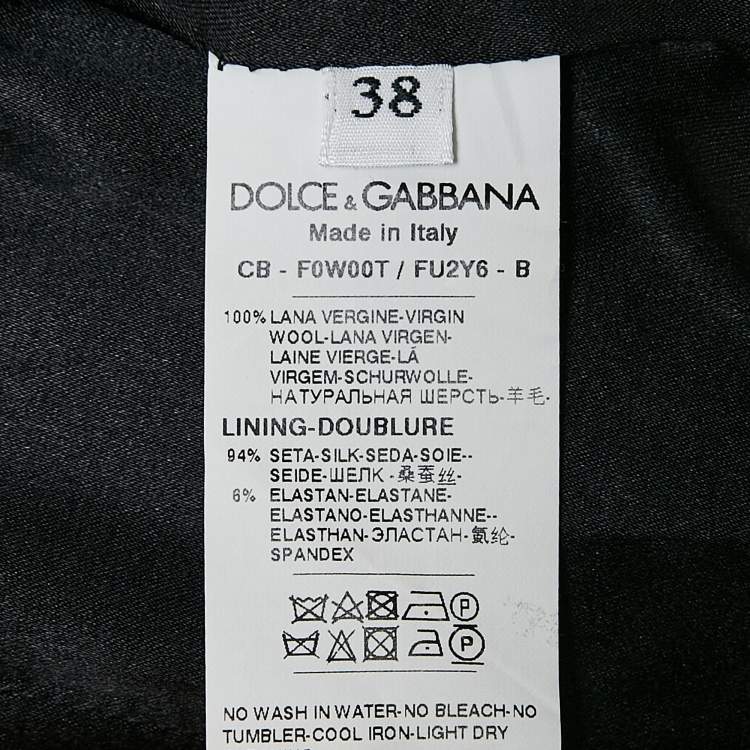 38
DOLCE & GABBANA
Made in Italy
CB - F0W00T / FU2Y6 - B
100% LANA VERGINE-VIRGIN
WOOL-LANA VIRGEN-
LAINE VIERGE-LÃ
VIRGEM-SCHURWOLLE-
НАТУРАЛЬНАЯ ШЕРСТЬ-羊毛-
LINING-DOUBLURE
94% SETA-SILK-SEDA-SOIE--
SEIDE-ШЕЛК -桑蚕丝-
6% ELASTAN-ELASTANE-
ELASTANO-ELASTHANNE--
ELASTHAN-ЭЛАСТАН-氨纶-
SPANDEX
P
P
NO WASH IN WATER-NO BLEACH-NO
TUMBLER-COOL IRON-LIGHT DRY